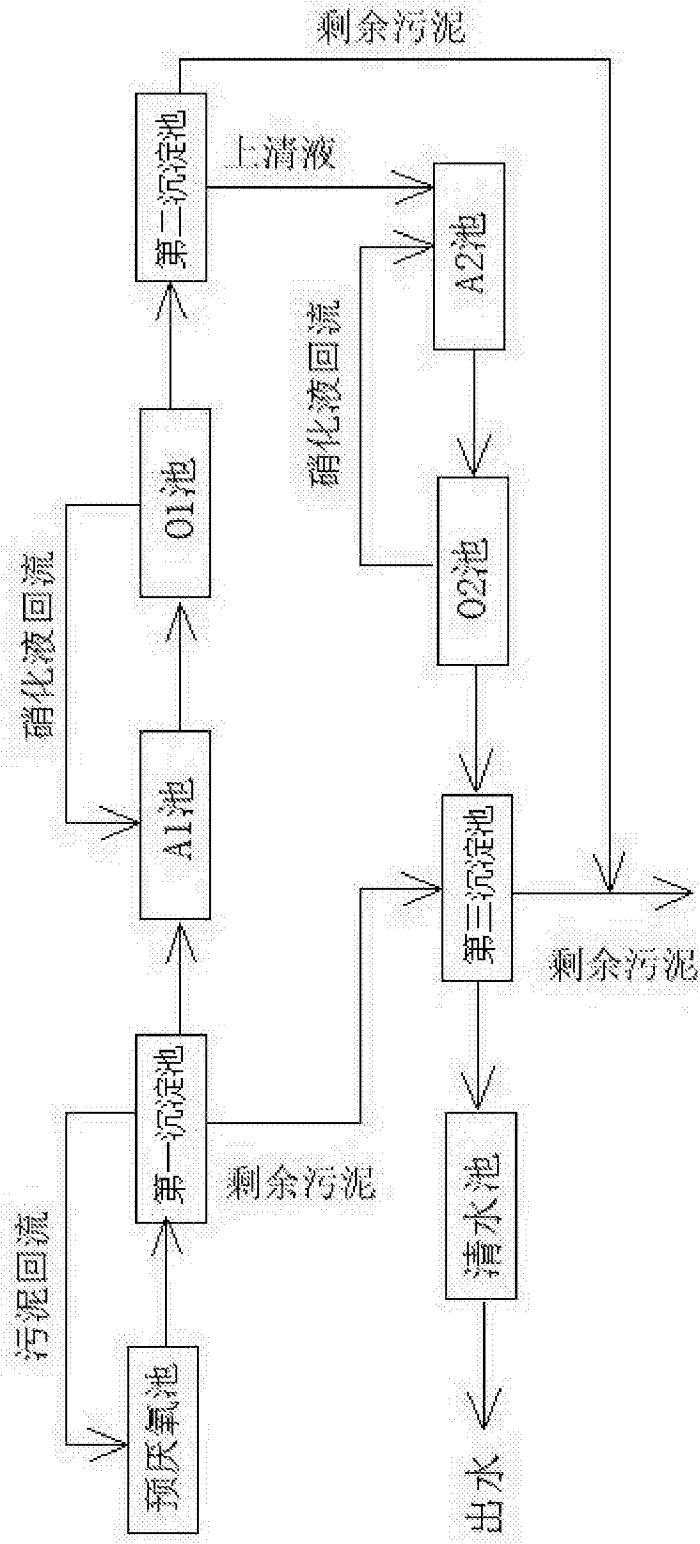 剩余污泥
第二沉淀池
上清液
A2池
硝化液回流
O1池
硝化液回流
O2池
A1池
第三沉淀池
剩余污泥
第一沉淀池
剩余污泥
污泥回流
清水池
预厌氧池
出水